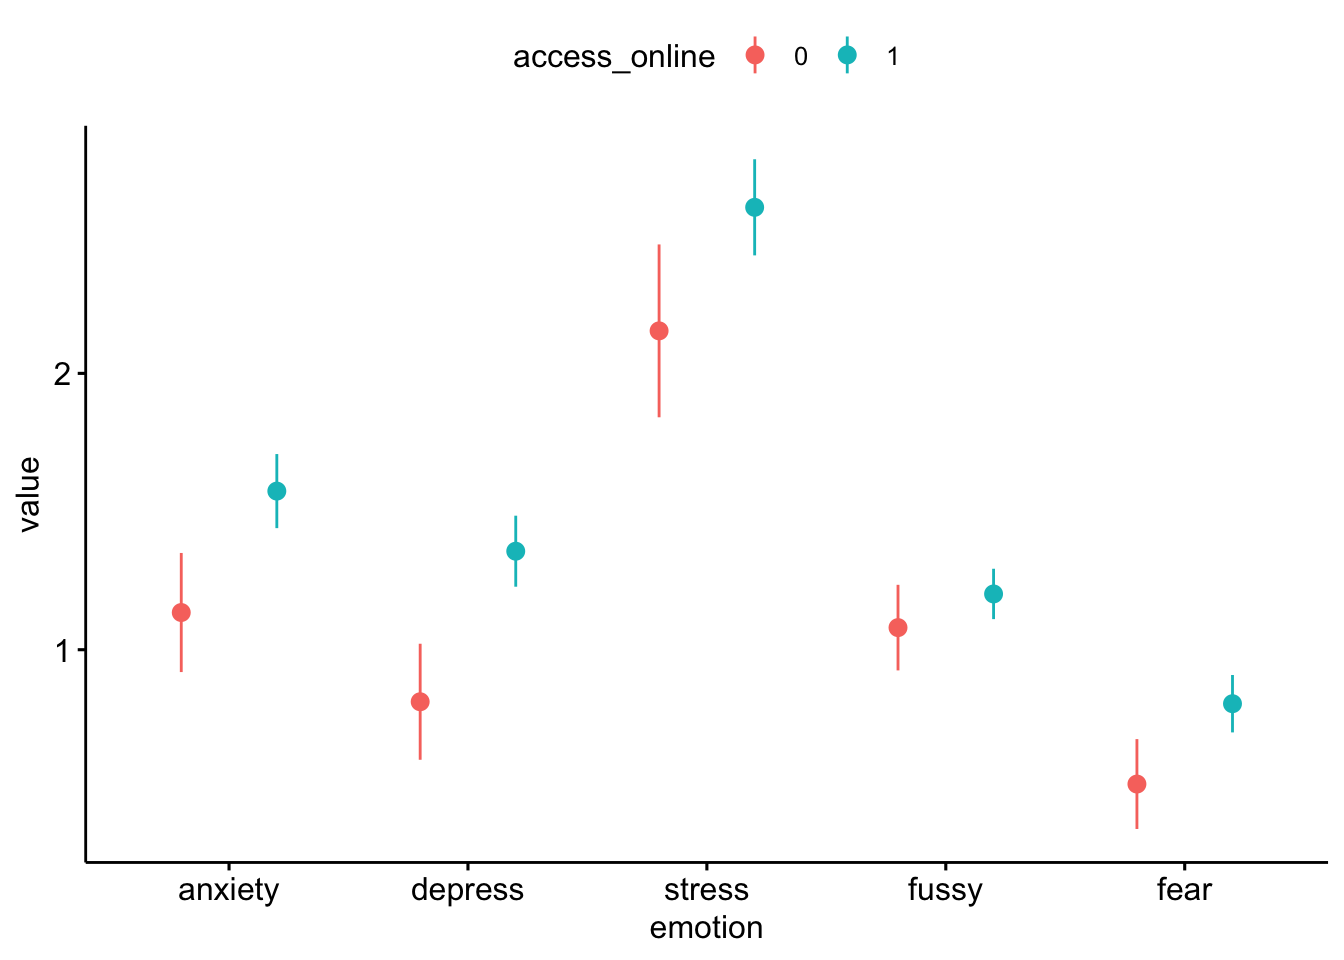 access_online 0 1
value
2
1
anxiety depress stress fussy fear
emotion